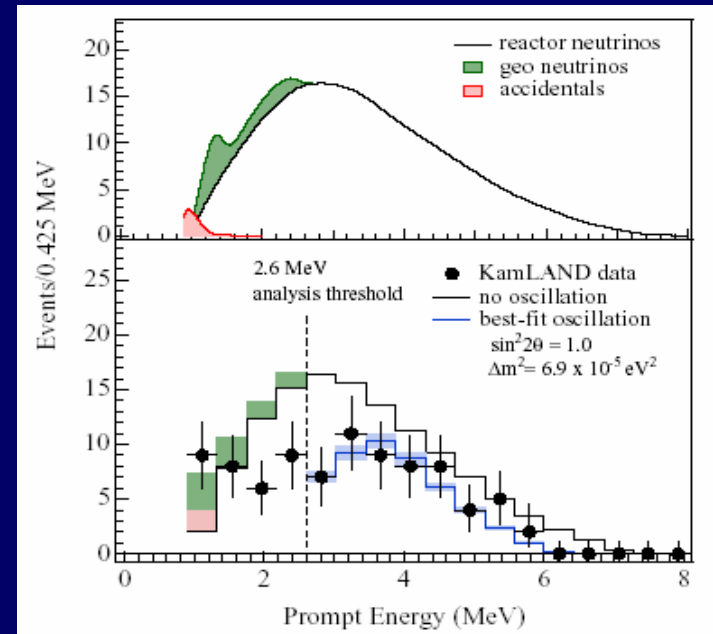 20
15
10
5
0
reactor neutrinos
geo neutrinos
accidentals
Events/0.425 MeV
25
20
15
10
5
0
2.6 MeV
analysis threshold
KamLAND data
no oscillation
best-fit oscillation
sin²2θ = 1.0
Δm²= 6.9 x 10⁻⁵ eV²
0 2 4 6 8
Prompt Energy (MeV)